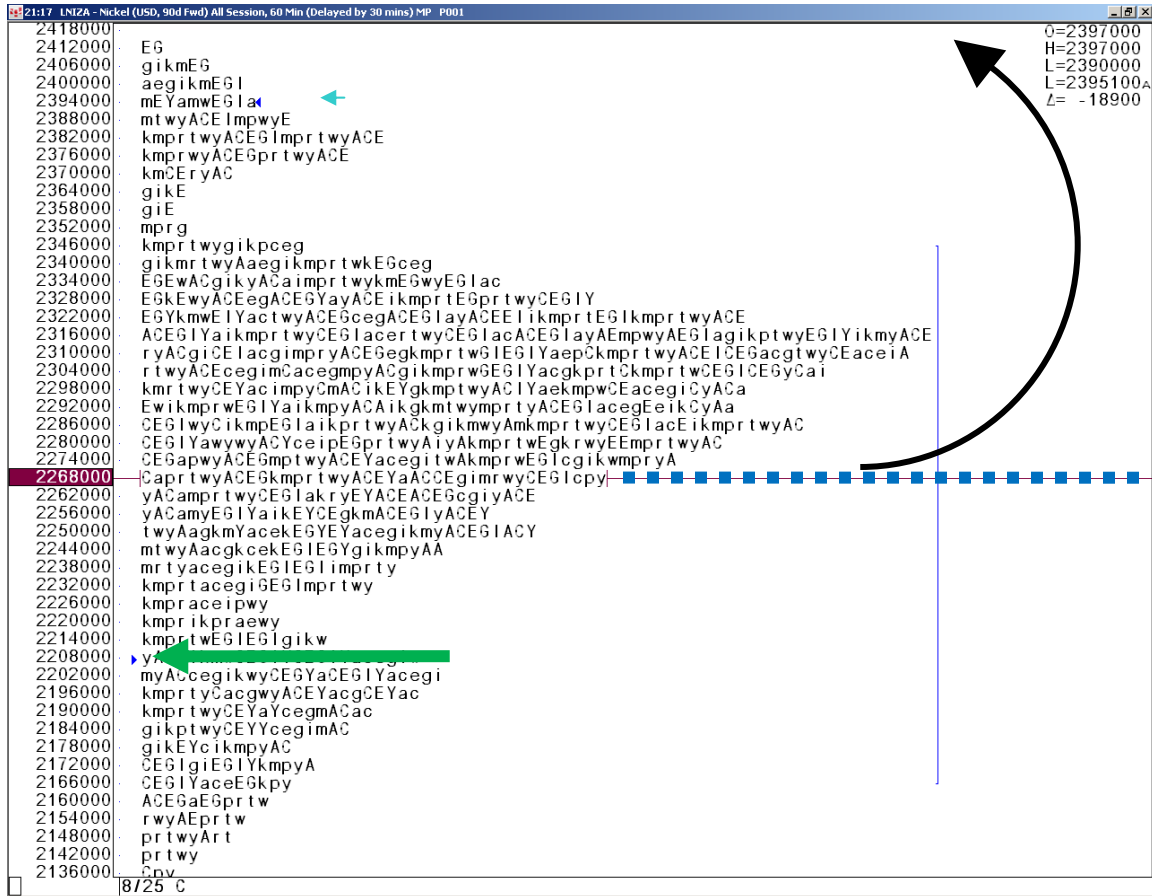 21:17 LNIZA - Nickel (USD, 90d Fwd) All Session, 60 Min (Delayed by 30 mins) MP P001
2418000
O=2397000
2412000 EG
H=2397000
2406000 gikmEG
L=2390000
2400000 aegikmEGI
L=2395100A
2394000 mEYamwEGIa
Δ= -18900
2388000 mtwyACEImpwyE
2382000 kmprtwyACEGImprtwyACE
2376000 kmprwyACEGprtwyACE
2370000 kmCEryAC
2364000 gikE
2358000 giE
2352000 mprg
2346000 kmprtwygikpceg
2340000 gikmrtwyAaegikmprtwkEGceg
2334000 EGEwACgikyACaimprtwykmEGwyEGIac
2328000 EGkEwyACEegACEGYayACEikmprtEGprtwyCEGIY
2322000 EGYkmwEIYactwyACEGcegACEGIayACEEIikmprtEGIkmprtwyACE
2316000 ACEGIYaikmprtwyCEGIacertwyCEGIacACEGIayAEmpwyAEGIagikptwyEGIYikmyACE
2310000 ryACgiCEIacgimpryACEGegkmprtwGIEGIYaepCkmprtwyACEICEGacgtwyCEaceiA
2304000 rtwyACEcegimCacegmpyACgikmprwGEGIYacgkprtCkmprtwCEGICEGyCai
2298000 kmrtwyCEYacimpyCmACikEYgkmptwyACIYaekmpwCEacegiCyACa
2292000 EwikmprwEGIYaikmpyACAikgkmtwymprtyACEGIacegEeikCyAa
2286000 CEGIwyCikmpEGIaikprtwyACkgikmwyAmkmprtwyCEGIacEikmprtwyAC
2280000 CEGIYAwywyACYceipEGprtwyAiyAkmprtwEgkrwyEEmprtwyAC
2274000 CEGapwyACEGmptwyACEYacegitwAkmprwEGIcgikwmpryA
2268000 CaprtwyACEGkmprtwyACEYaACCEgimrwyCEGIcpy
2262000 yACamprtwyCEGIakryEYACEACEGcgiyACE
2256000 yACamyEGIYaikEYCEgkmACEGIyACEY
2250000 twyAagkmYacekEGYEYacegikmyACEGIACY
2244000 mtwyAacgkcekEGIEGYgikmpyAA
2238000 mrtyacegikEGIEGIimprty
2232000 kmprtacegiGEGImprtwy
2226000 kmpraceipwy
2220000 kmprikpraewy
2214000 kmprtwEGIEGIgikw
2208000
2202000 myACcegikwyCEGYaCEGIYacegi
2196000 kmprtyCacgwyACEYacgCEYac
2190000 kmprtwyCEYaYcegmACac
2184000 gikptwyCEYYcegimAC
2178000 gikEYcikmpyAC
2172000 CEGIgiEGIYkmpyA
2166000 CEGIYaceEGkpy
2160000 ACEGaEGprtw
2154000 rwyAEprtw
2148000 prtwyArt
2142000 prtwy
2136000 Cpy
8/25 C